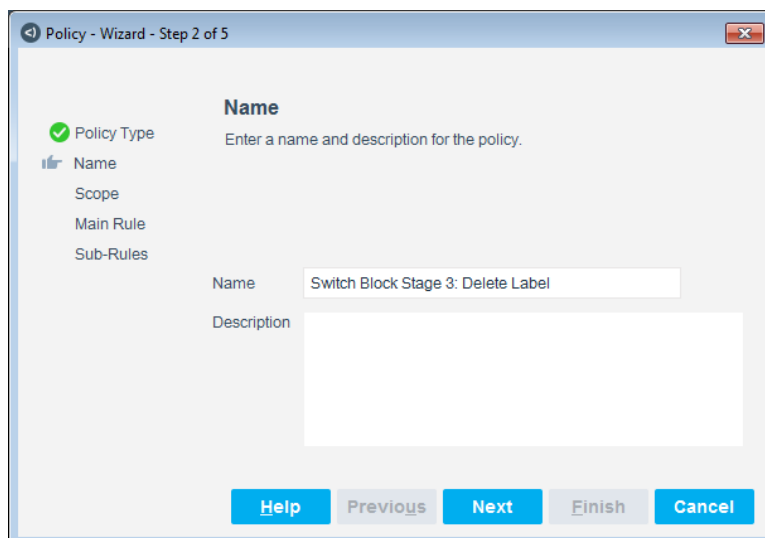 Policy - Wizard - Step 2 of 5
Name
Enter a name and description for the policy.
Policy Type
Name
Scope
Main Rule
Sub-Rules
Name Switch Block Stage 3: Delete Label
Description
Help Previous Next Finish Cancel